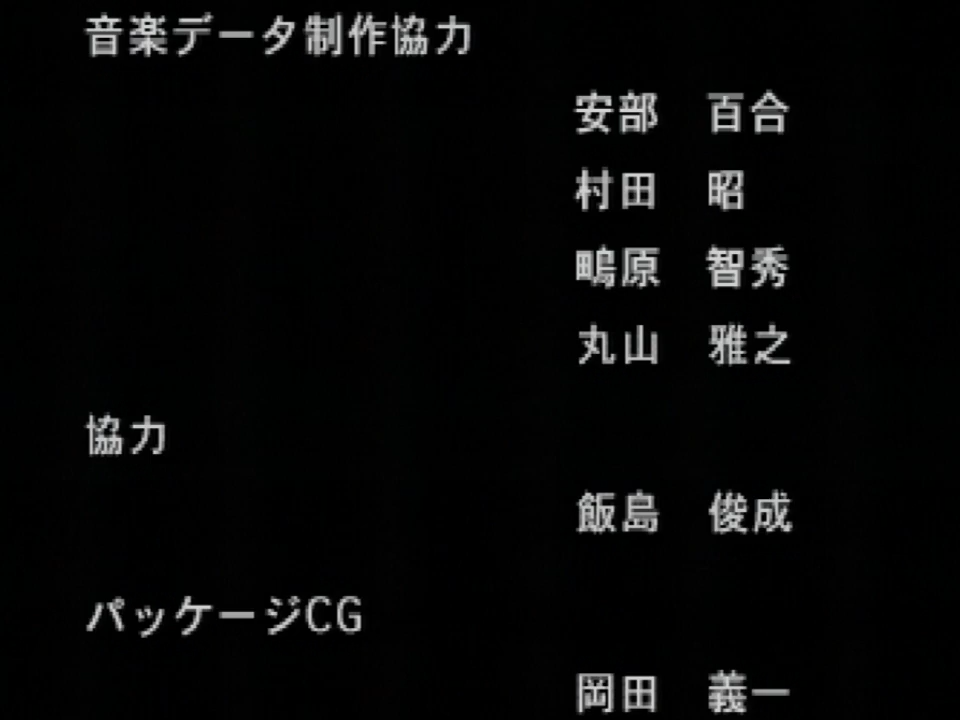 音楽データ制作協力
安部　百合
村田　昭
鴫原　智秀
丸山　雅之
協力
飯島　俊成
パッケージCG
岡田　義一